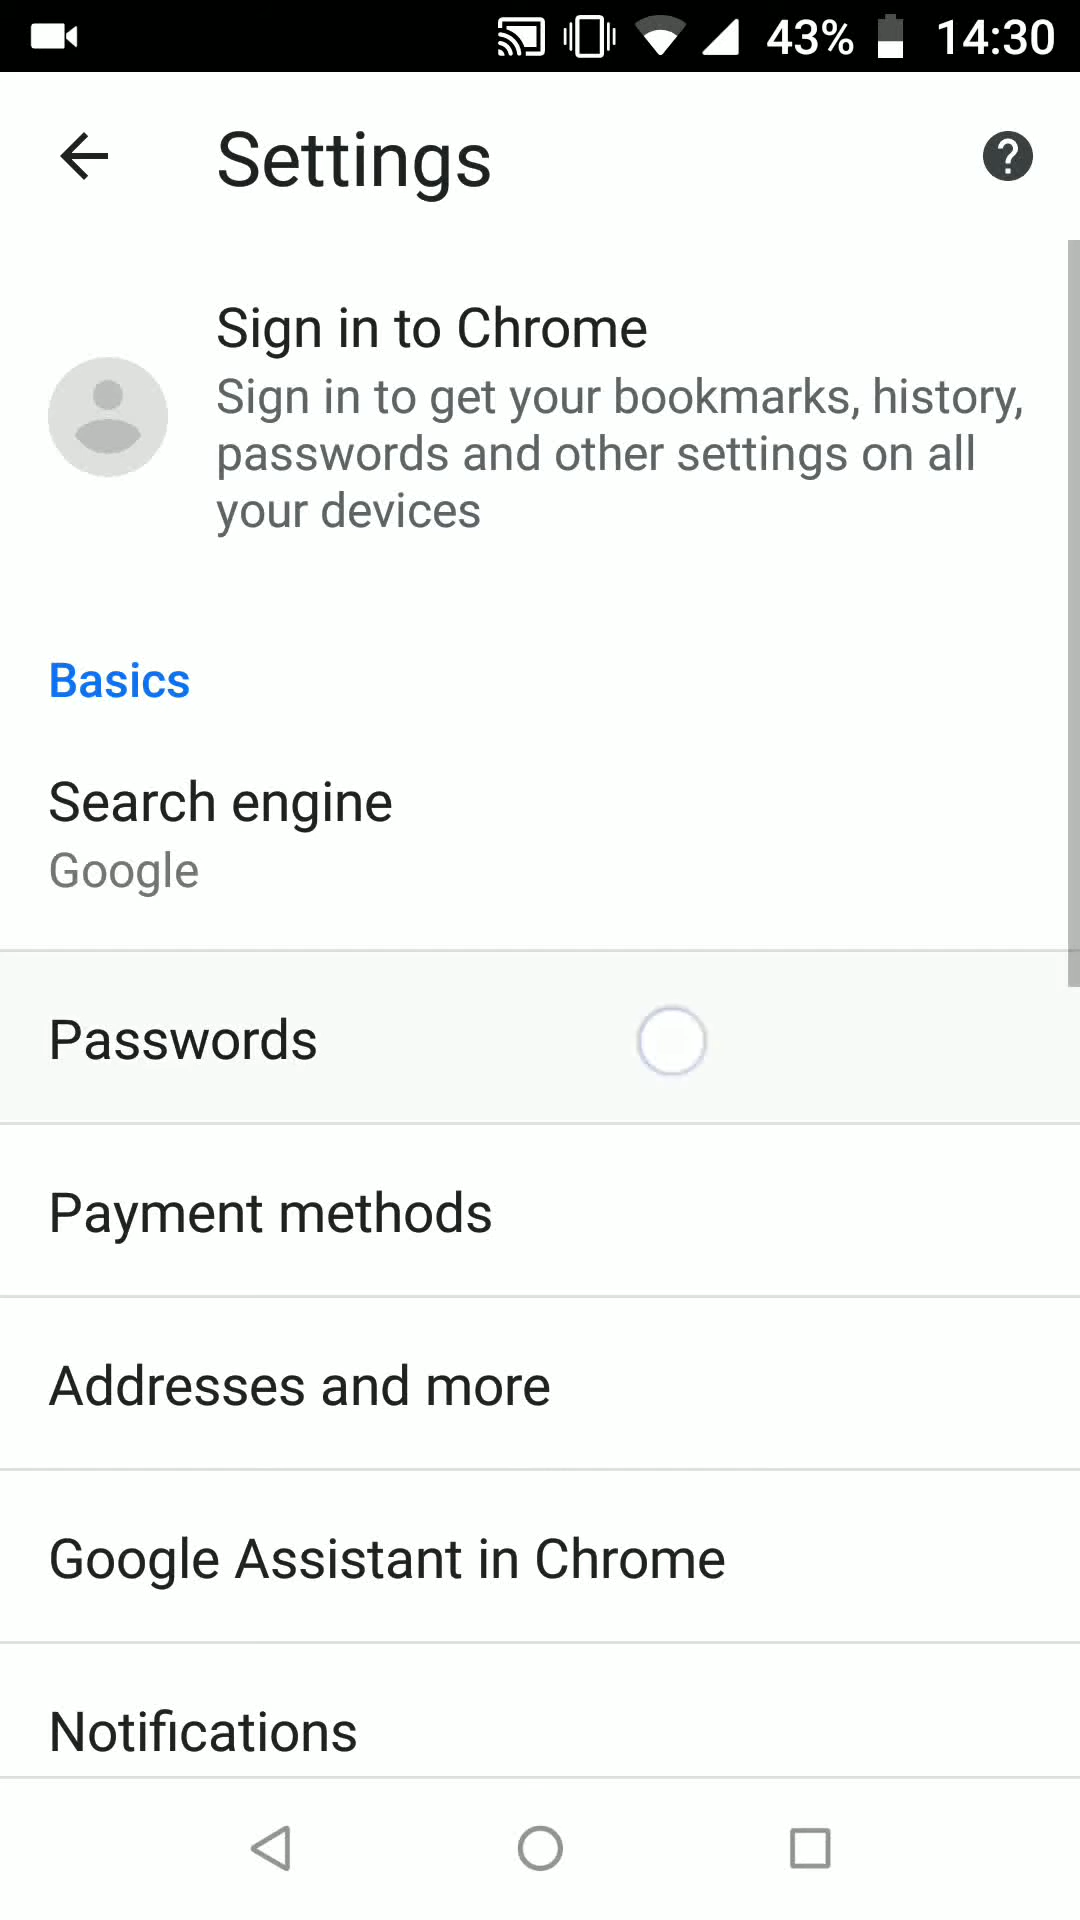 43% 14:30
Settings
Sign in to Chrome
Sign in to get your bookmarks, history,
passwords and other settings on all
your devices
Basics
Search engine
Google
Passwords
Payment methods
Addresses and more
Google Assistant in Chrome
Notifications